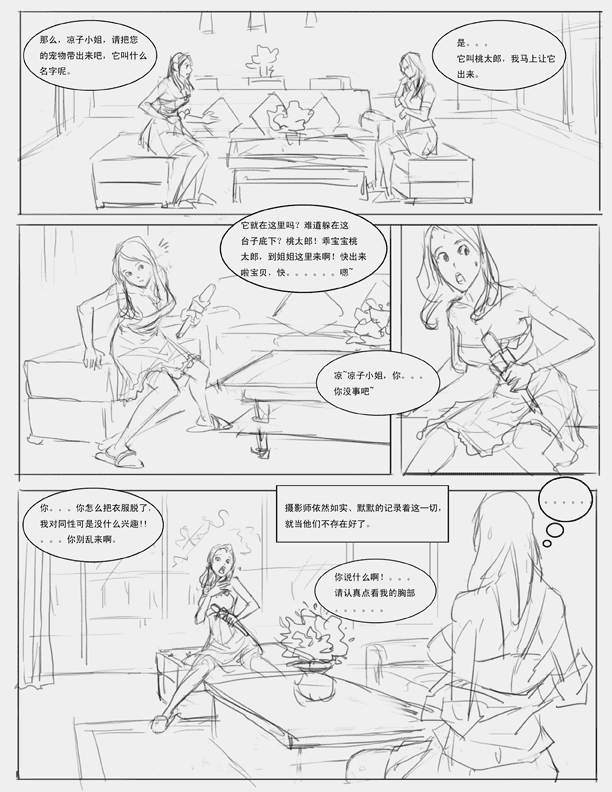 那么，凉子小姐，请把您
的宠物带出来吧，它叫什么
名字呢。
是。。。
它叫桃太郎，我马上让它
出来。
它就在这里吗？难道躲在这
台子底下？桃太郎！乖宝宝桃
太郎，到姐姐这里来啊！快出来
啦宝贝，快。。。。。。嗯~
凉~凉子小姐，你。。。
你没事吧~
你。。。你怎么把衣服脱了，
我对同性可是没什么兴趣!!
。。。你别乱来啊。
摄影师依然如实、默默的记录着这一切，
就当他们不存在好了。
。。。。。
你说什么啊！。。。
请认真点看我的胸部
。。。。。。